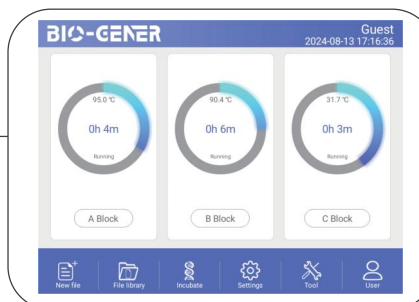 BIO-GENER
Guest
2024-08-13 17:16:36
95.0 ℃
0h 4m
Running
A Block
90.4 ℃
0h 6m
Running
B Block
31.7 ℃
0h 3m
Running
C Block
New file
File library
Incubate
Settings
Tool
User